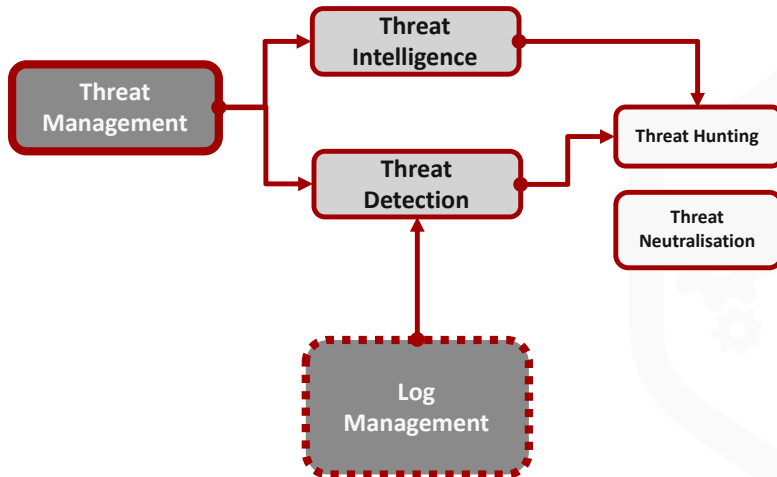 Threat
Intelligence
Threat
Management
Threat Hunting
Threat
Detection
Threat
Neutralisation
Log
Management